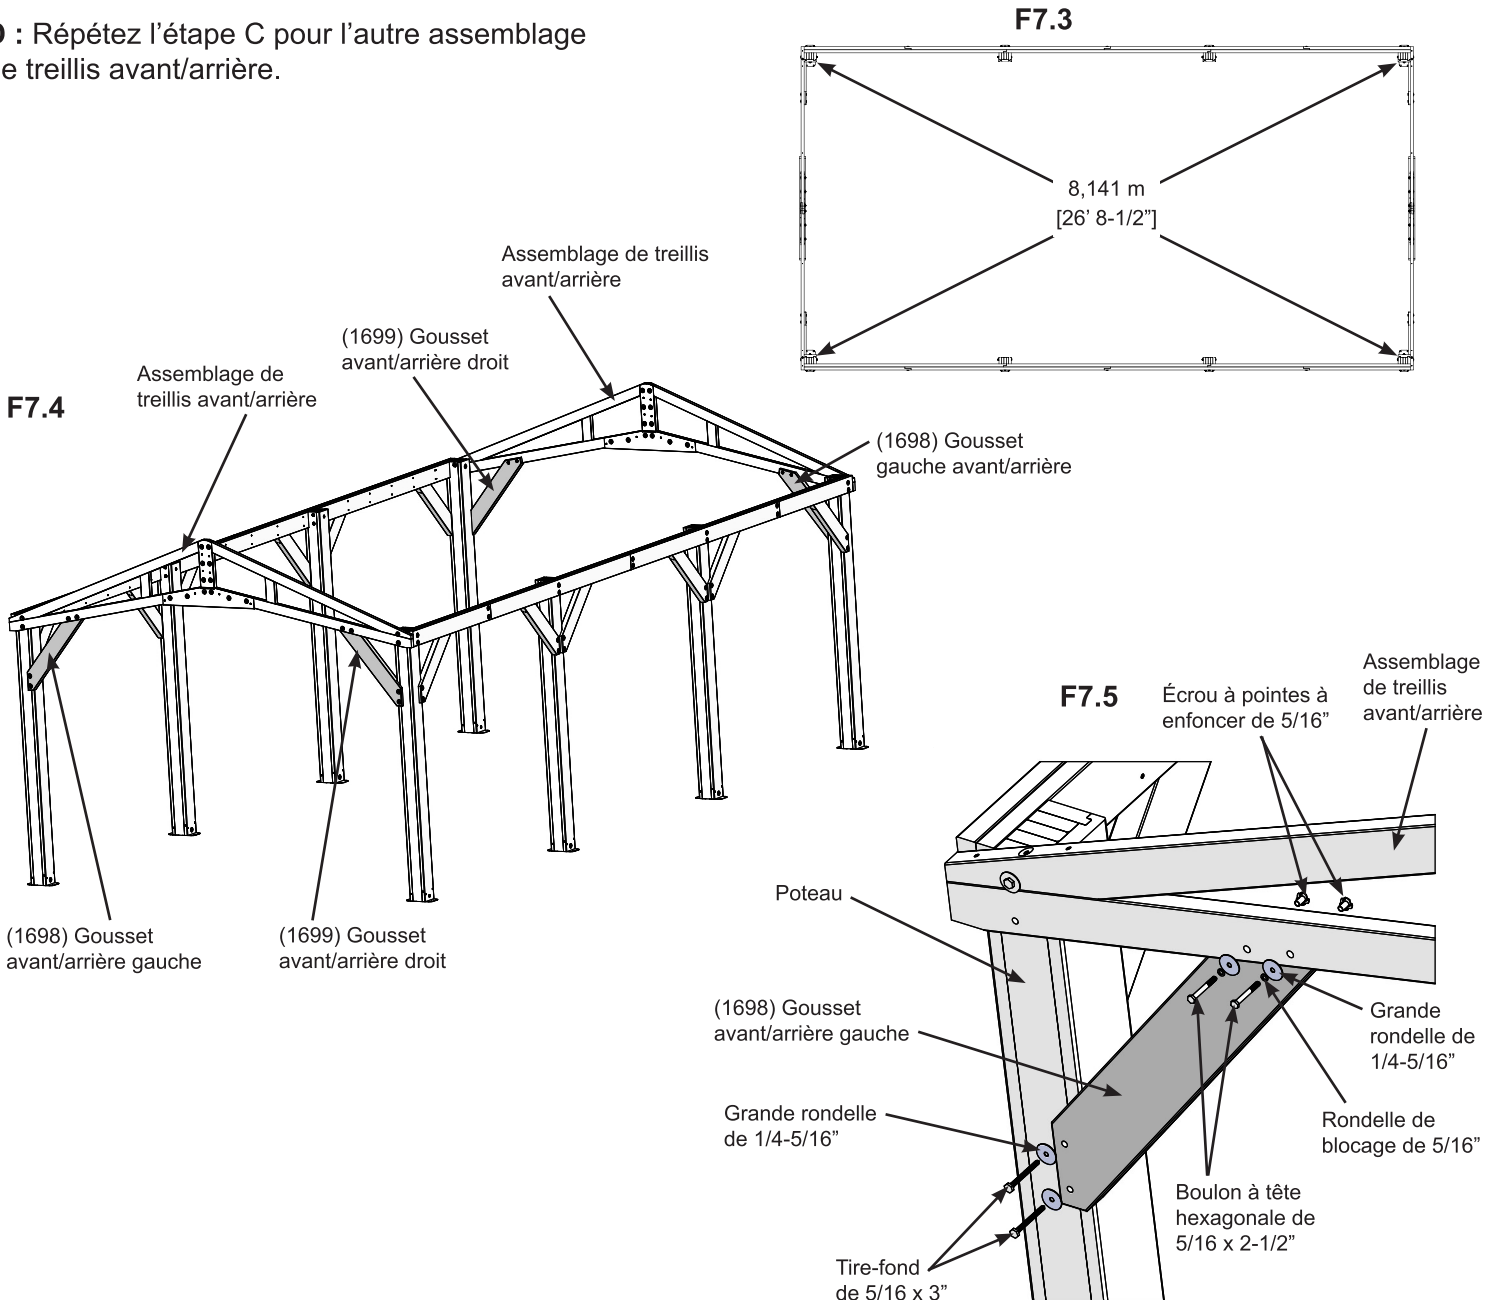 : Répétez l’étape C pour l’autre assemblage
e treillis avant/arrière.
F7.3
8,141 m
[26’ 8-1/2”]
F7.4
Assemblage de treillis
avant/arrière
(1699) Gousset
avant/arrière droit
Assemblage de
treillis avant/arrière
(1698) Gousset
gauche avant/arrière
(1698) Gousset
avant/arrière gauche
(1699) Gousset
avant/arrière droit
F7.5
Écrou à pointes à
enfoncer de 5/16”
Assemblage
de treillis
avant/arrière
Poteau
(1698) Gousset
avant/arrière gauche
Grande rondelle
de 1/4-5/16”
Tire-fond
de 5/16 x 3”
Grande
rondelle de
1/4-5/16”
Rondelle de
blocage de 5/16”
Boulon à tête
hexagonale de
5/16 x 2-1/2”